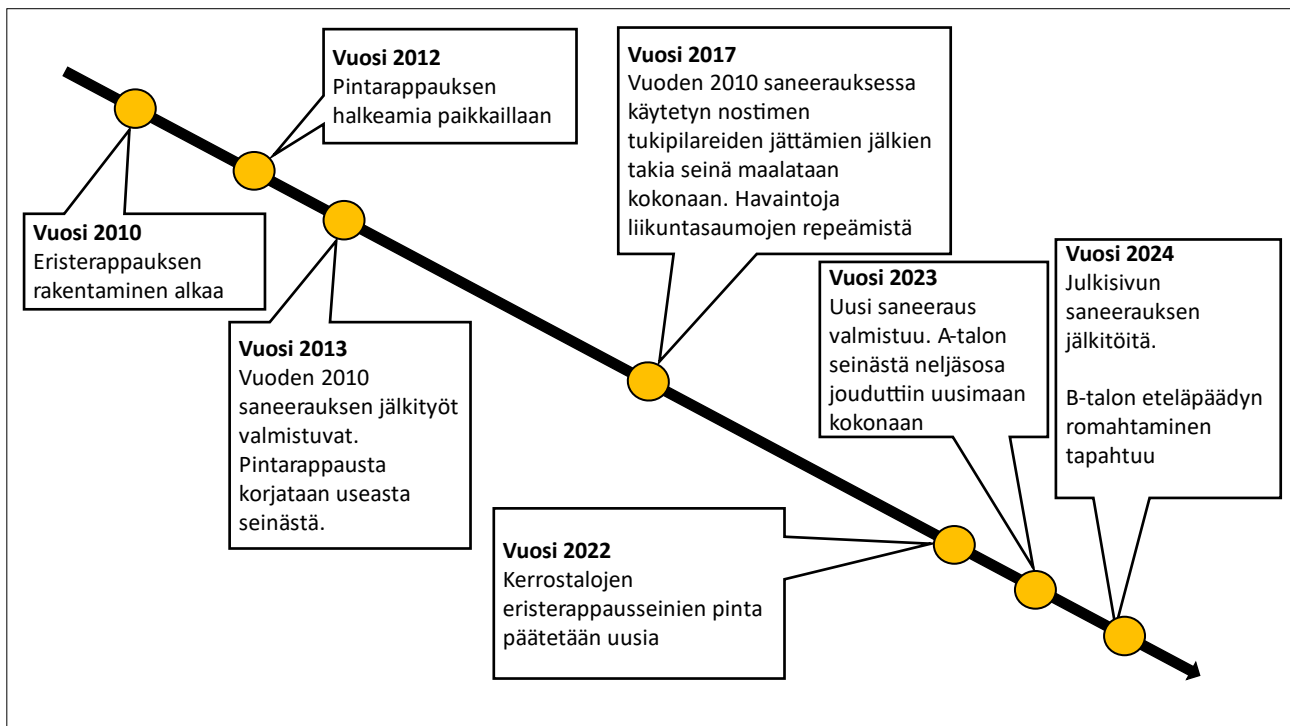 Vuosi 2010
Eristerappauksen
rakentaminen alkaa
Vuosi 2012
Pintarappauksen
halkeamia paikkaillaan
Vuosi 2013
Vuoden 2010
saneerauksen jälkityöt
valmistuvat.
Pintarappausta
korjataan useasta
seinästä.
Vuosi 2017
Vuoden 2010 saneerauksessa
käytetyn nostimen
tukipilareiden jättämien jälkien
takia seinä maalataan
kokonaan. Havaintoja
liikuntasaumojen repeämistä
Vuosi 2022
Kerrostalojen
eristerappausseinien pinta
päätetään uusia
Vuosi 2023
Uusi saneeraus
valmistuu. A-talon
seinästä neljäsosa
jouduttiin uusimaan
kokonaan
Vuosi 2024
Julkisivun
saneerauksen
jälkitöitä.
B-talon eteläpäädyn
romahtaminen
tapahtuu